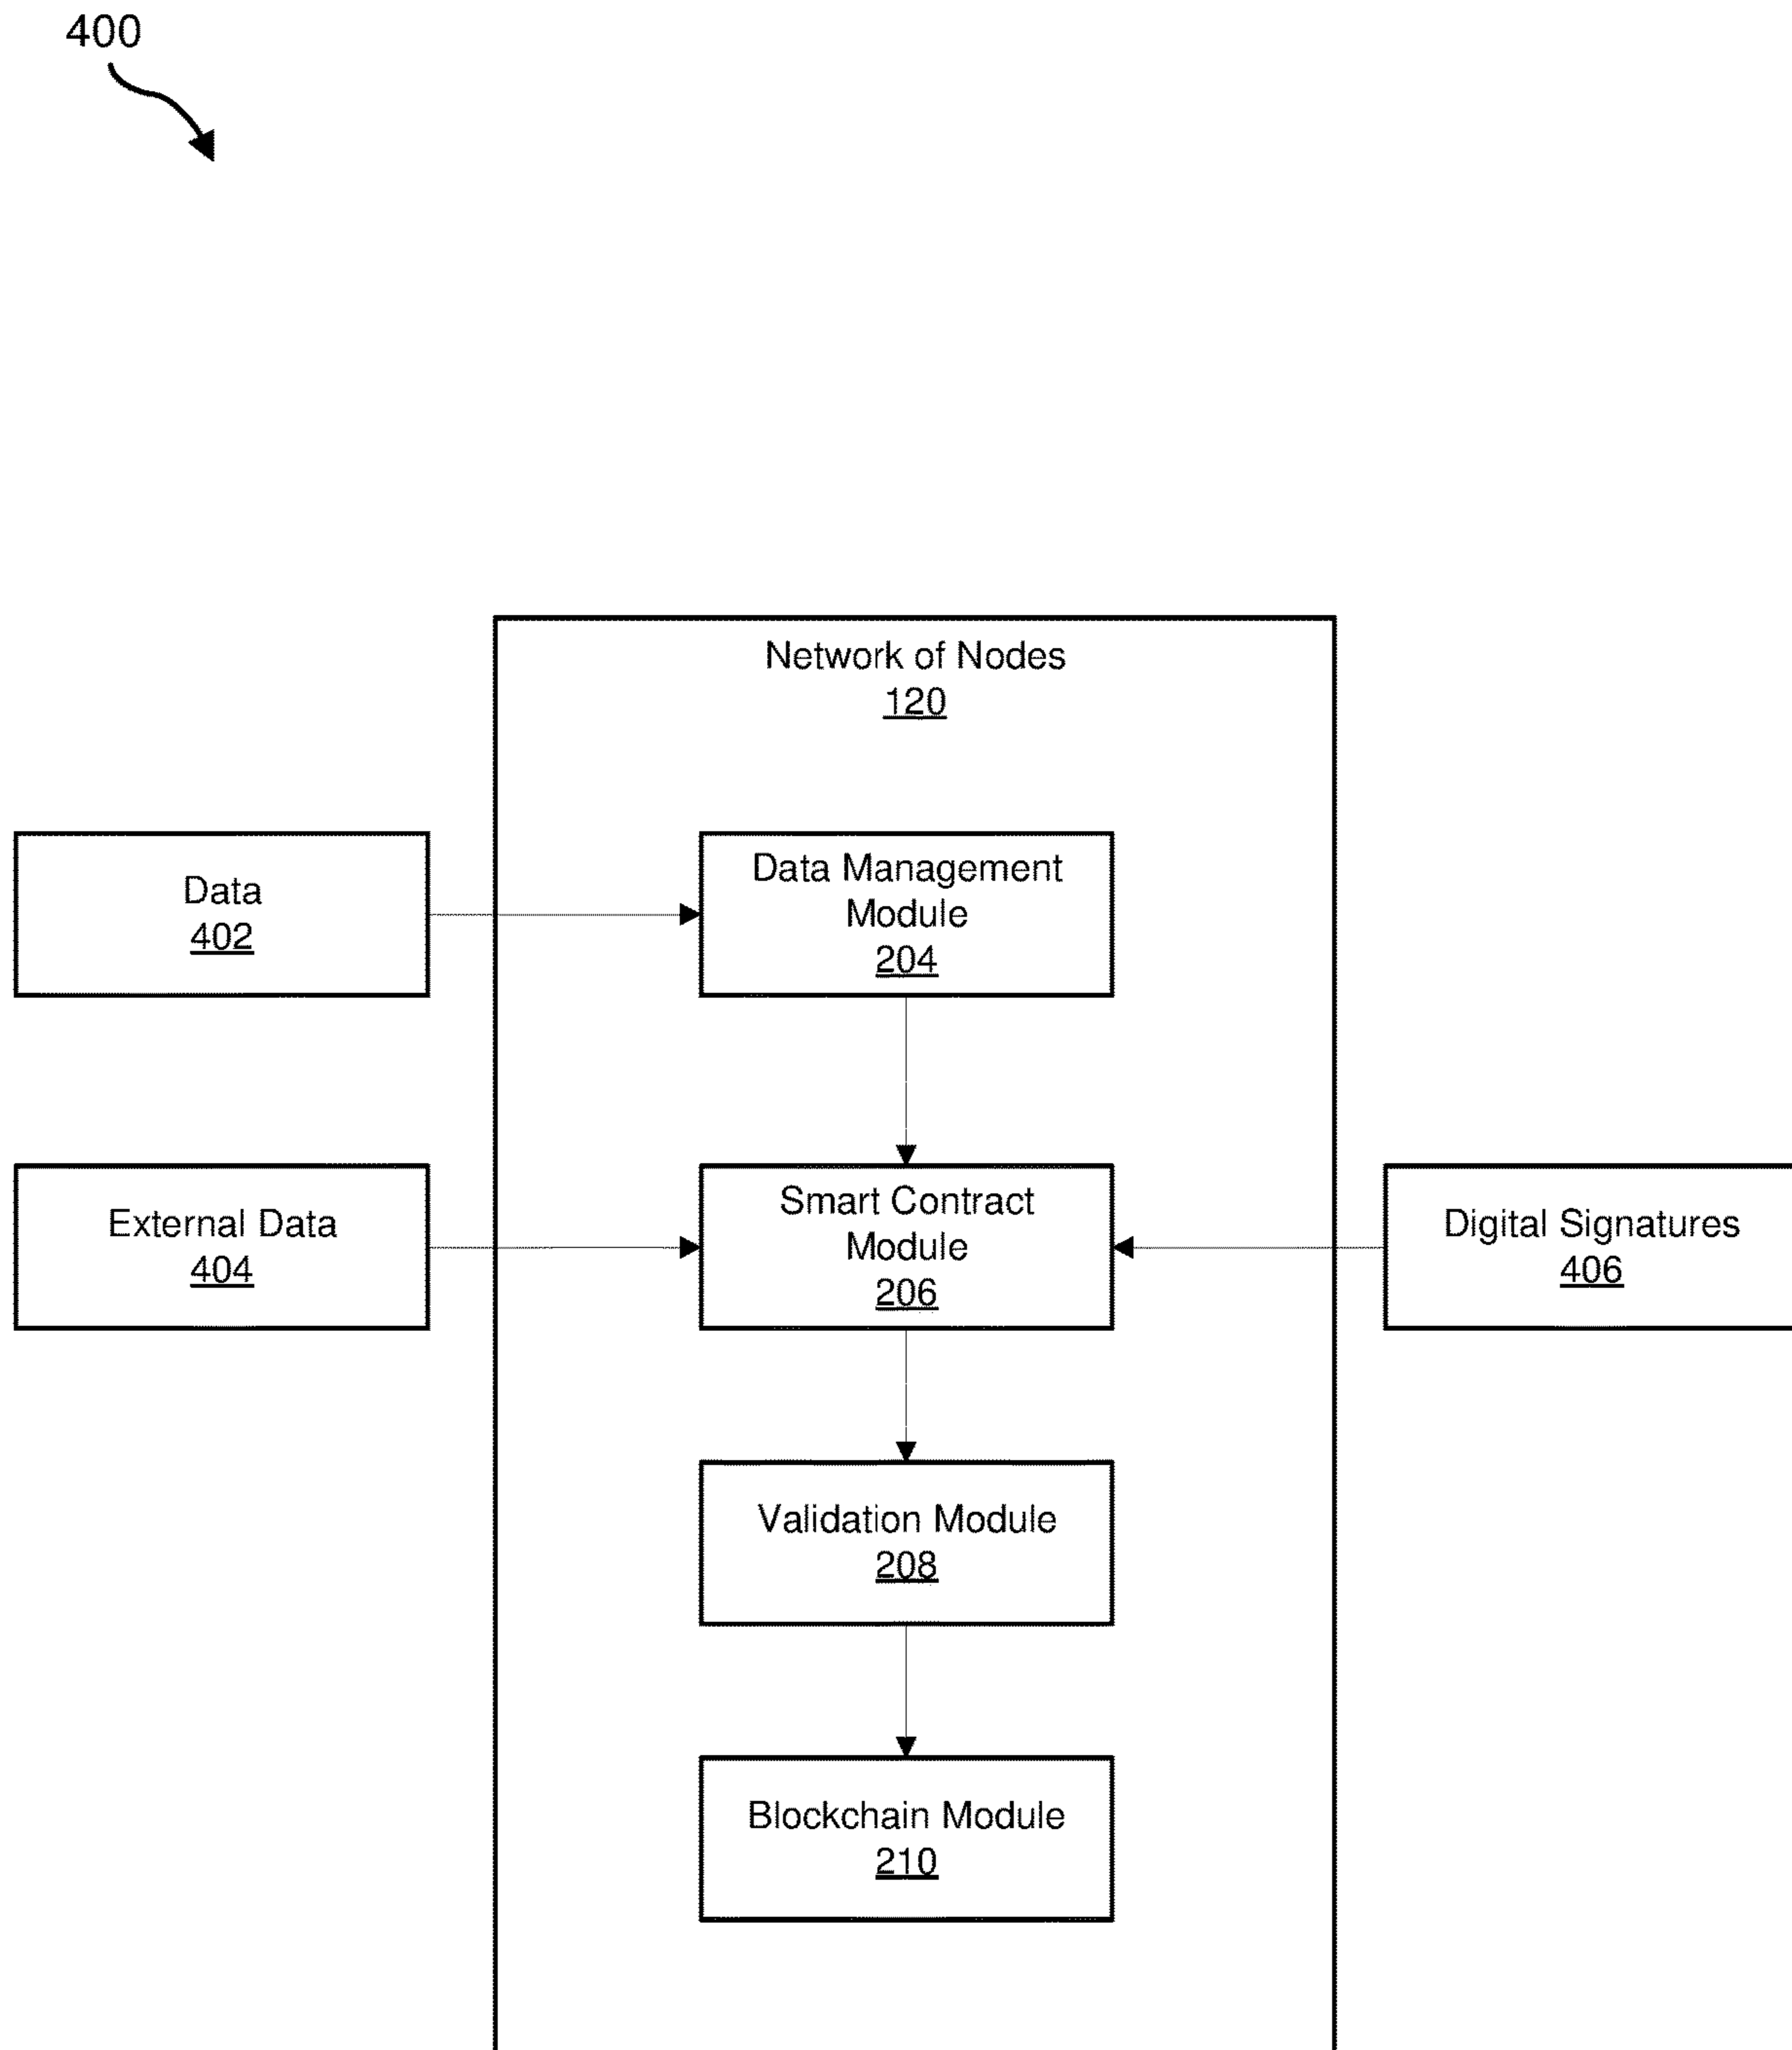 400
Network of Nodes
120
Data
402
Data Management
Module
204
External Data
404
Smart Contract
Module
206
Digital Signatures
406
Validation Module
208
Blockchain Module
210